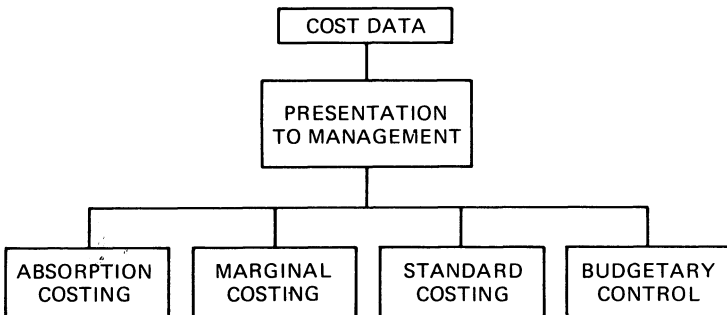 COST DATA
PRESENTATION
TO MANAGEMENT
ABSORPTION
COSTING
MARGINAL
COSTING
STANDARD
COSTING
BUDGETARY
CONTROL